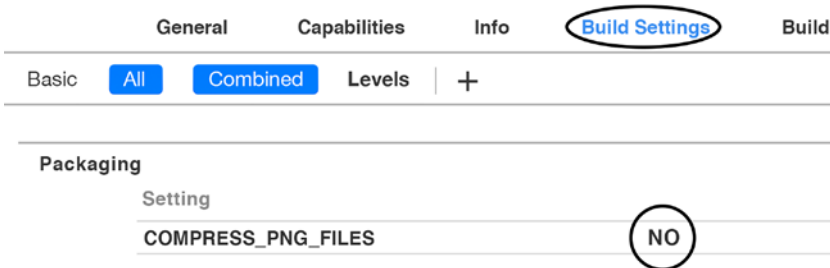 General Capabilities Info Build Settings Build
Basic All Combined Levels +
Packaging
Setting
COMPRESS_PNG_FILES NO